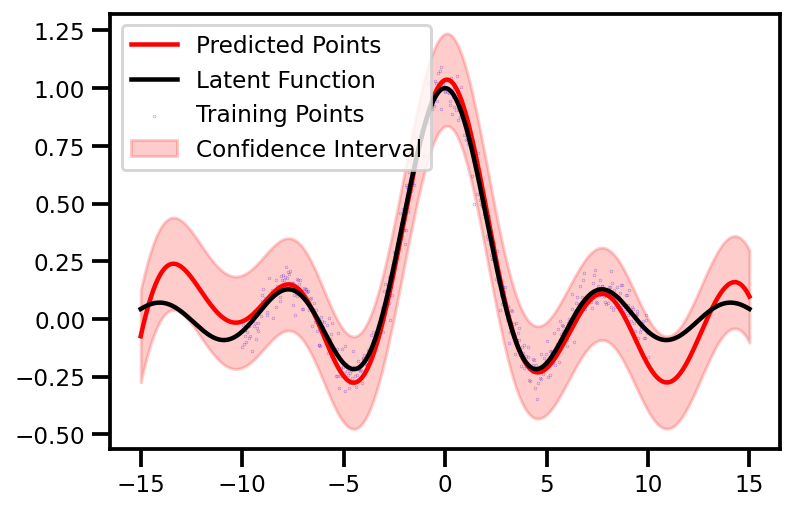 Predicted Points
Latent Function
Training Points
Confidence Interval
1.25
1.00
0.75
0.50
0.25
0.00
−0.25
−0.50
−15 −10 −5 0 5 10 15